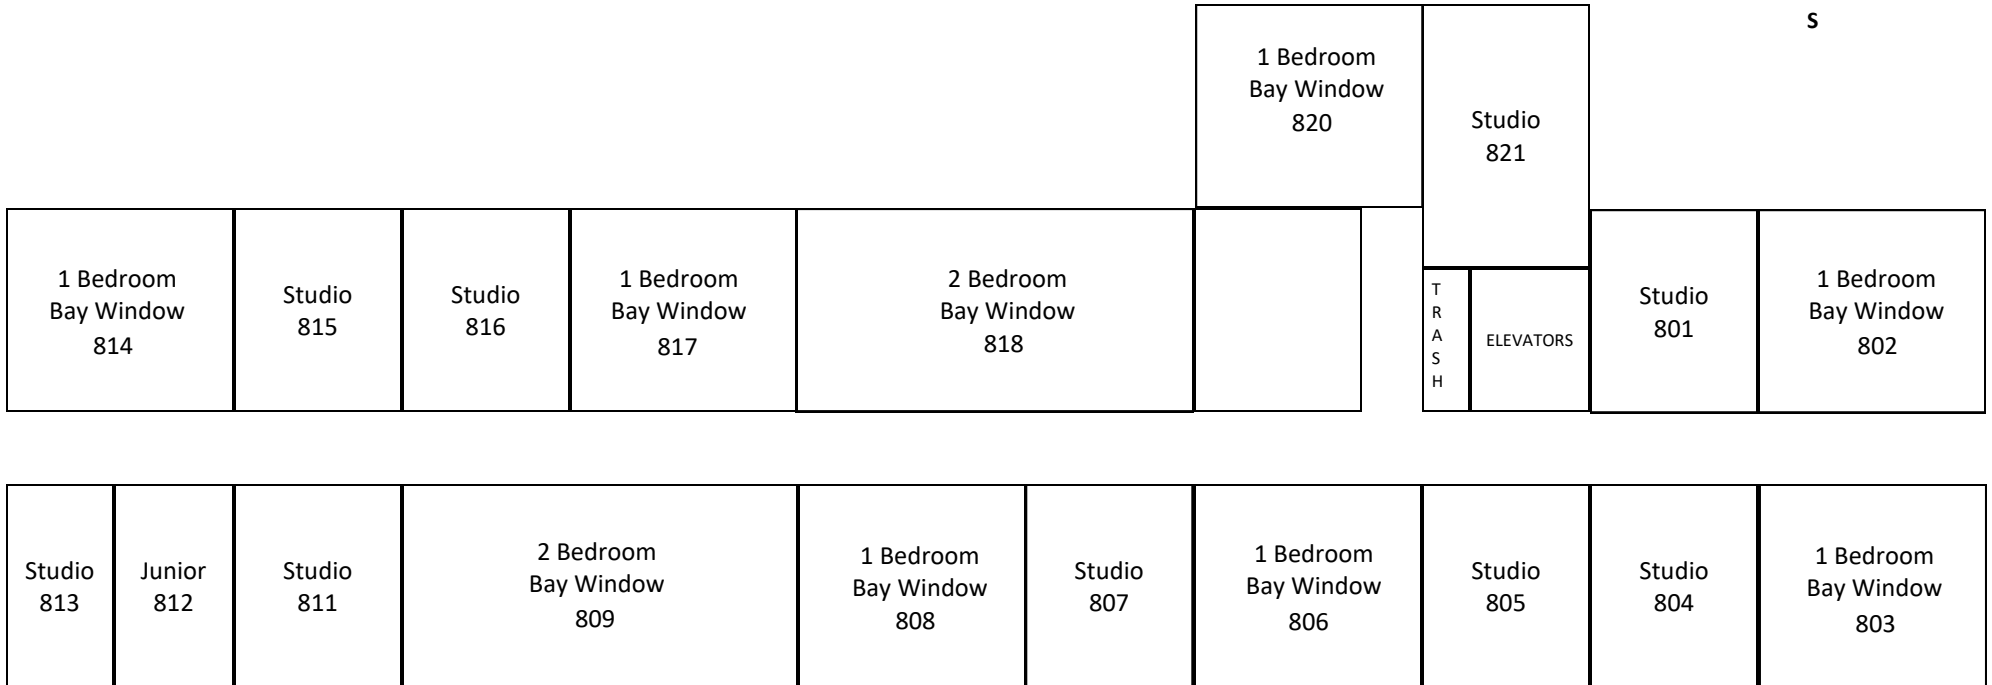 S
1 Bedroom
Bay Window
820
Studio
821
1 Bedroom
Bay Window
814
Studio
815
Studio
816
1 Bedroom
Bay Window
817
2 Bedroom
Bay Window
818
T
R
A
S
H
ELEVATORS
Studio
801
1 Bedroom
Bay Window
802
Studio
813
Junior
812
Studio
811
2 Bedroom
Bay Window
809
1 Bedroom
Bay Window
808
Studio
807
1 Bedroom
Bay Window
806
Studio
805
Studio
804
1 Bedroom
Bay Window
803